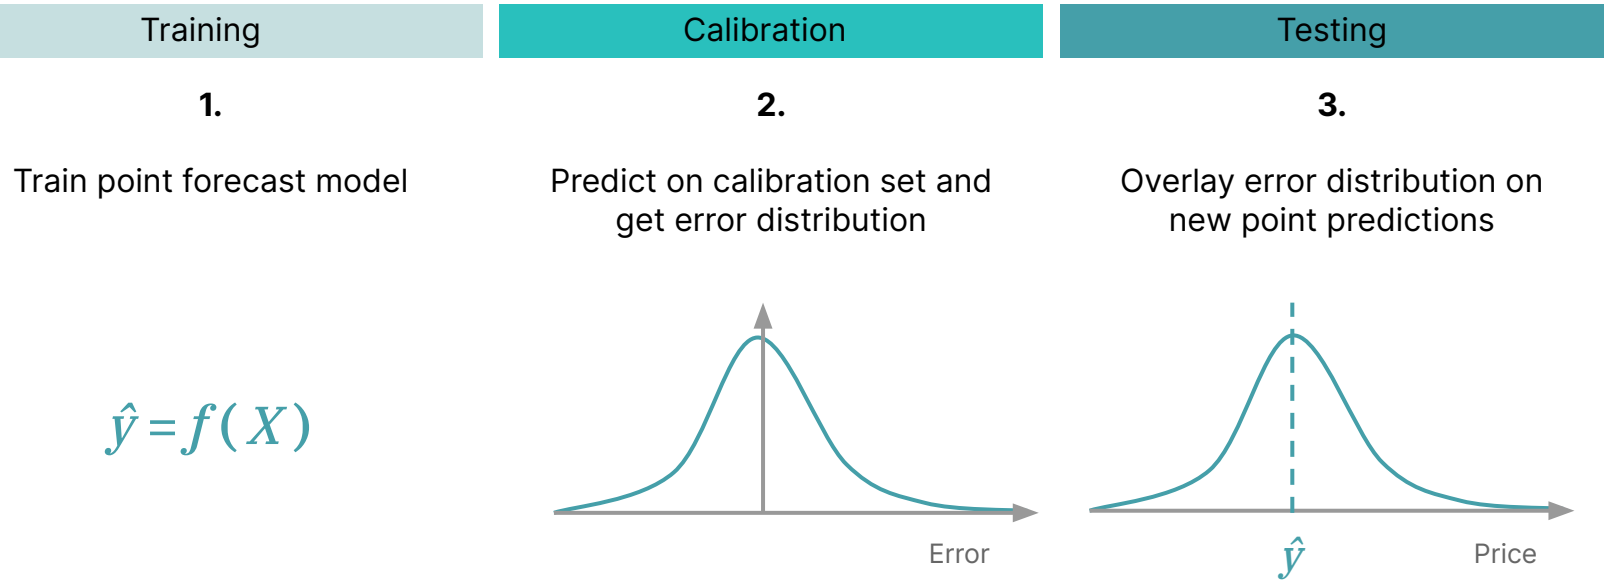 Training
Calibration
Testing
1.
2.
3.
Train point forecast model
Predict on calibration set and
get error distribution
Overlay error distribution on
new point predictions
ŷ = f ( X )
Error
ŷ
Price